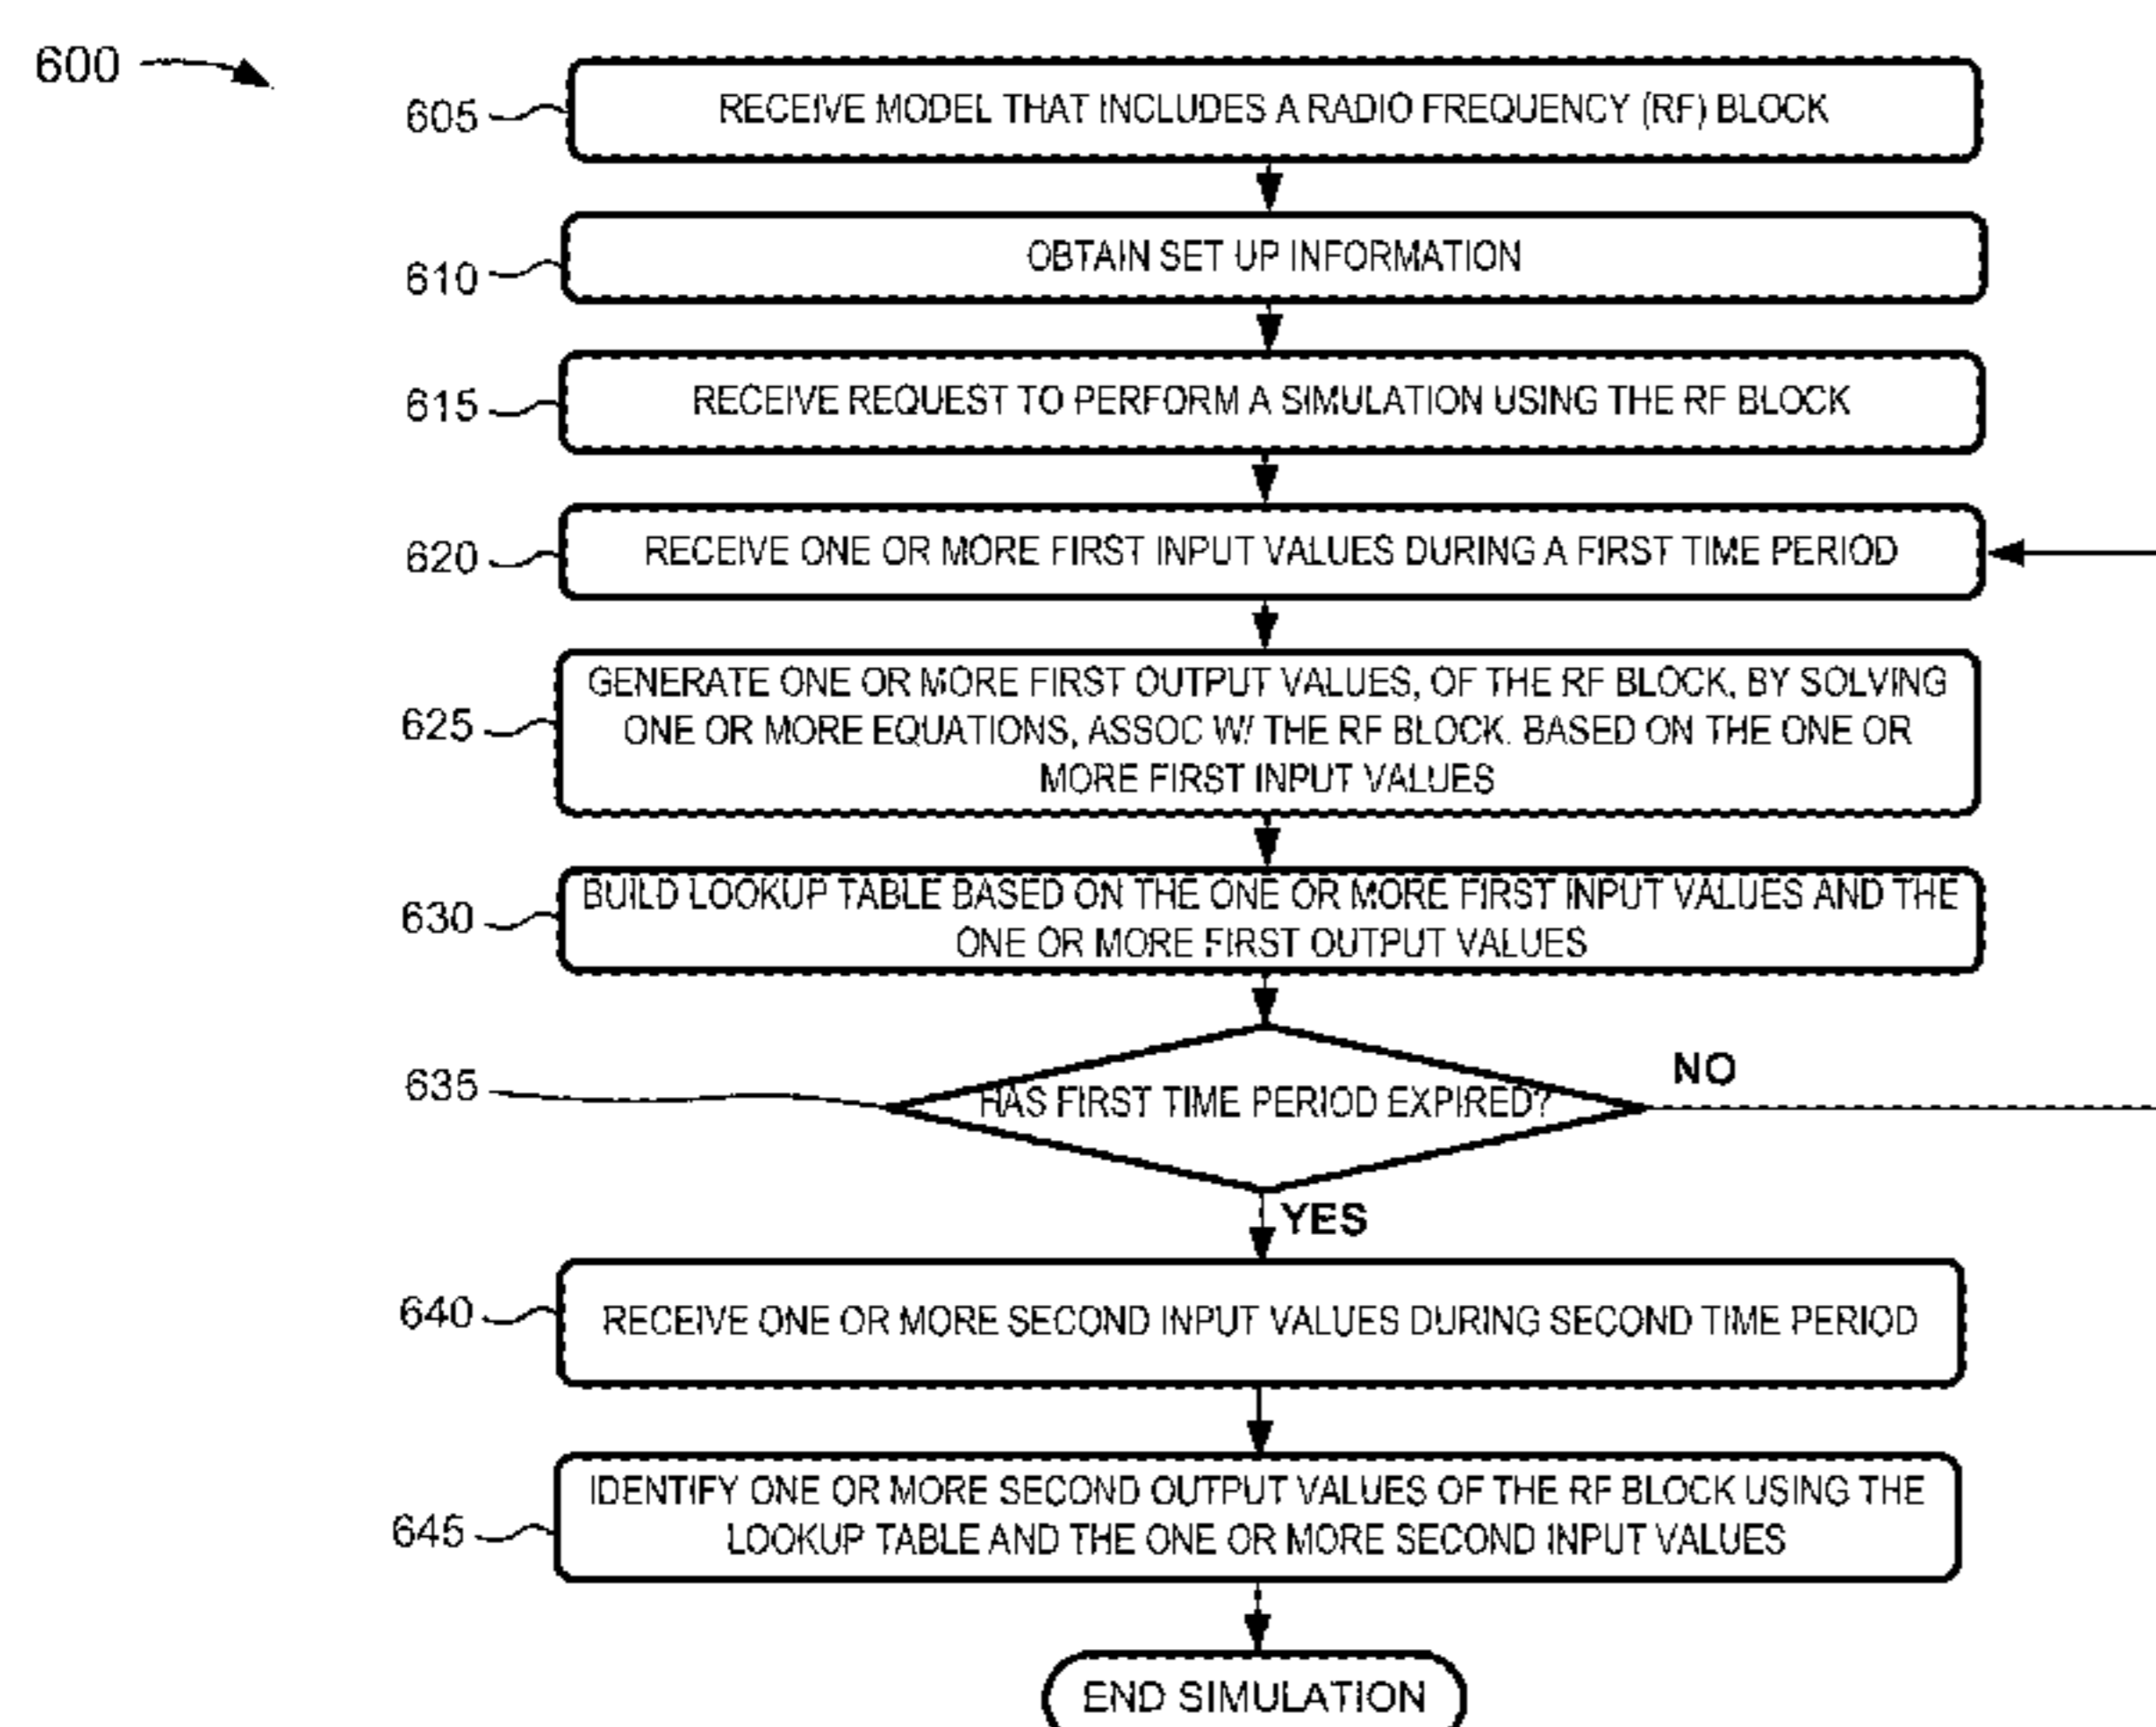 600
605
RECEIVE MODEL THAT INCLUDES A RADIO FREQUENCY (RF) BLOCK
610
OBTAIN SET UP INFORMATION
615
RECEIVE REQUEST TO PERFORM A SIMULATION USING THE RF BLOCK
620
RECEIVE ONE OR MORE FIRST INPUT VALUES DURING A FIRST TIME PERIOD
625
GENERATE ONE OR MORE FIRST OUTPUT VALUES, OF THE RF BLOCK, BY SOLVING
ONE OR MORE EQUATIONS, ASSOC W/ THE RF BLOCK. BASED ON THE ONE OR
MORE FIRST INPUT VALUES
630
BUILD LOOKUP TABLE BASED ON THE ONE OR MORE FIRST INPUT VALUES AND THE
ONE OR MORE FIRST OUTPUT VALUES
635
HAS FIRST TIME PERIOD EXPIRED?
NO
YES
640
RECEIVE ONE OR MORE SECOND INPUT VALUES DURING SECOND TIME PERIOD
645
IDENTIFY ONE OR MORE SECOND OUTPUT VALUES OF THE RF BLOCK USING THE
LOOKUP TABLE AND THE ONE OR MORE SECOND INPUT VALUES
END SIMULATION